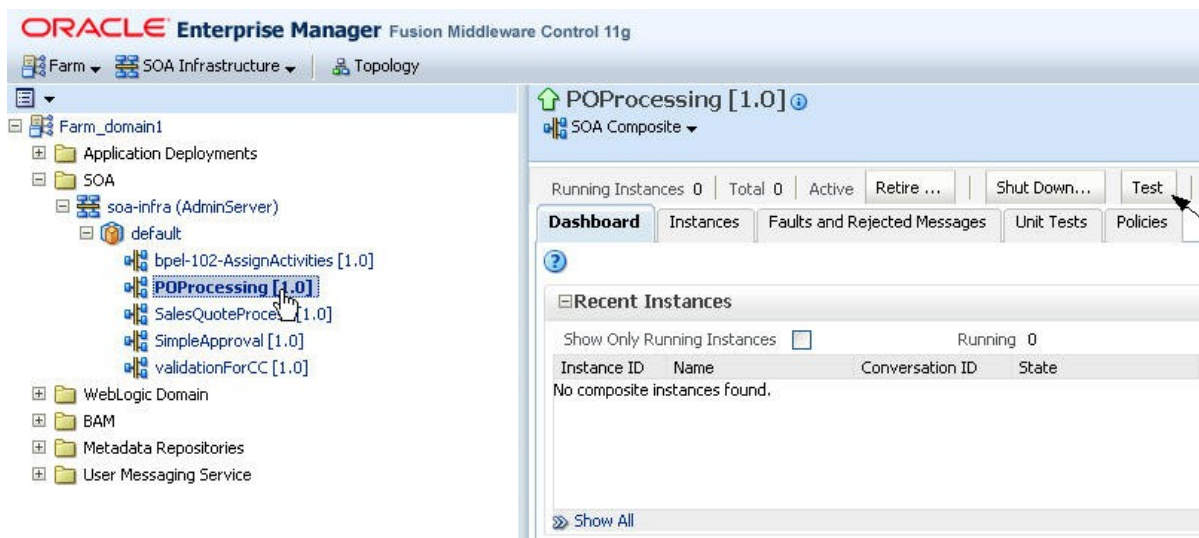 ORACLE Enterprise Manager Fusion Middleware Control 11g
Farm SOA Infrastructure Topology
Farm_domain1
Application Deployments
SOA
soa-infra (AdminServer)
default
bpel-102-AssignActivities [1.0]
POProcessing [1.0]
SalesQuoteProces [1.0]
SimpleApproval [1.0]
validationForCC [1.0]
WebLogic Domain
BAM
Metadata Repositories
User Messaging Service
POProcessing [1.0]
SOA Composite
Running Instances 0 Total 0 Active Retire ... Shut Down... Test
Dashboard Instances Faults and Rejected Messages Unit Tests Policies
Recent Instances
Show Only Running Instances Running 0
Instance ID Name Conversation ID State
No composite instances found.
Show All